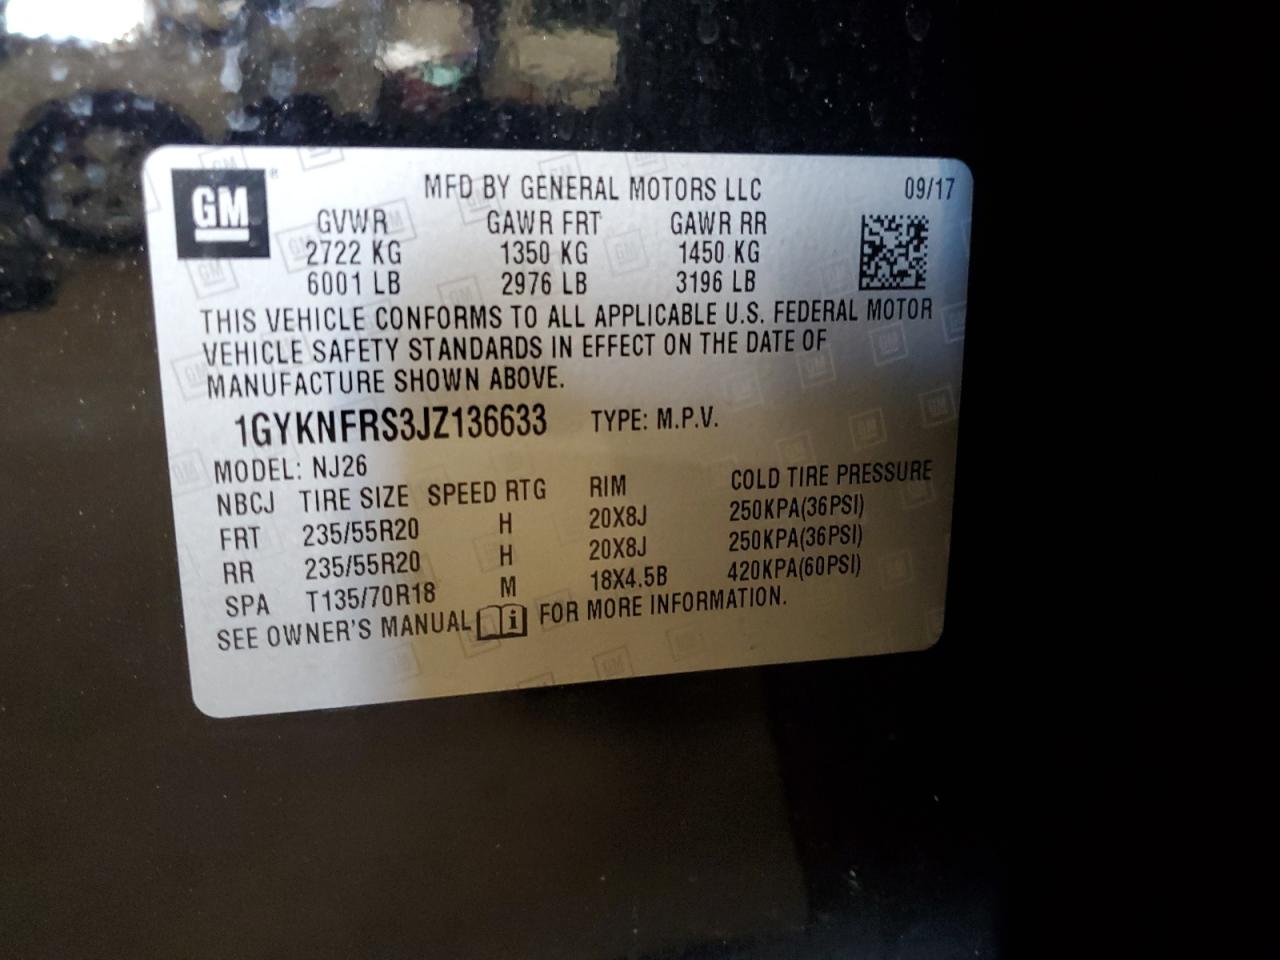 GM®
MFD BY GENERAL MOTORS LLC 09/17
GVWR GAWR FRT GAWR RR
2722 KG 1350 KG 1450 KG
6001 LB 2976 LB 3196 LB
THIS VEHICLE CONFORMS TO ALL APPLICABLE U.S. FEDERAL MOTOR
VEHICLE SAFETY STANDARDS IN EFFECT ON THE DATE OF
MANUFACTURE SHOWN ABOVE.
1GYKNFRS3JZ136633 TYPE: M.P.V.
MODEL: NJ26
NBCJ TIRE SIZE SPEED RTG RIM COLD TIRE PRESSURE
FRT 235/55R20 H 20X8J 250KPA(36PSI)
RR 235/55R20 H 20X8J 250KPA(36PSI)
SPA T135/70R18 M 18X4.5B 420KPA(60PSI)
SEE OWNER'S MANUAL i FOR MORE INFORMATION.